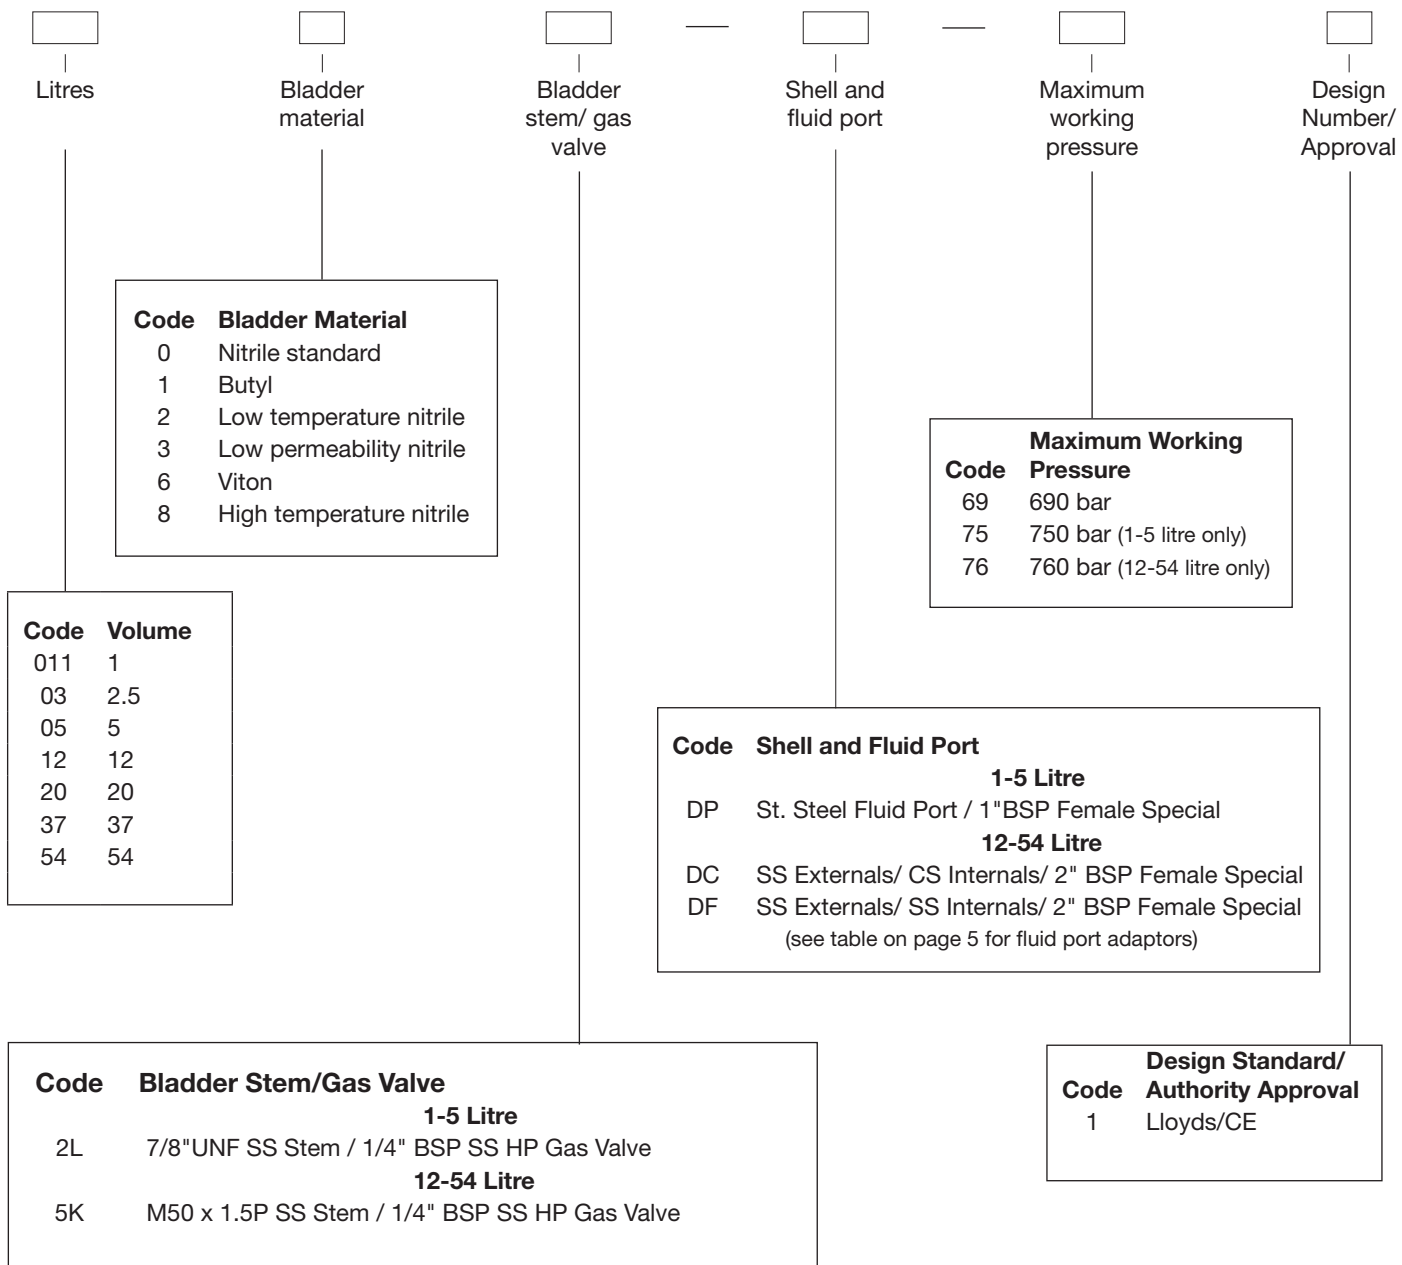 Litres
Bladder
material
Bladder
stem/ gas
valve
Shell and
fluid port
Maximum
working
pressure
Design
Number/
Approval
Code Bladder Material
0 Nitrile standard
1 Butyl
2 Low temperature nitrile
3 Low permeability nitrile
6 Viton
8 High temperature nitrile
Maximum Working
Code Pressure
69 690 bar
75 750 bar (1-5 litre only)
76 760 bar (12-54 litre only)
Code Volume
011 1
03 2.5
05 5
12 12
20 20
37 37
54 54
Code Shell and Fluid Port
1-5 Litre
DP St. Steel Fluid Port / 1"BSP Female Special
12-54 Litre
DC SS Externals/ CS Internals/ 2" BSP Female Special
DF SS Externals/ SS Internals/ 2" BSP Female Special
(see table on page 5 for fluid port adaptors)
Code Bladder Stem/Gas Valve
1-5 Litre
2L 7/8"UNF SS Stem / 1/4" BSP SS HP Gas Valve
12-54 Litre
5K M50 x 1.5P SS Stem / 1/4" BSP SS HP Gas Valve
Design Standard/
Code Authority Approval
1 Lloyds/CE